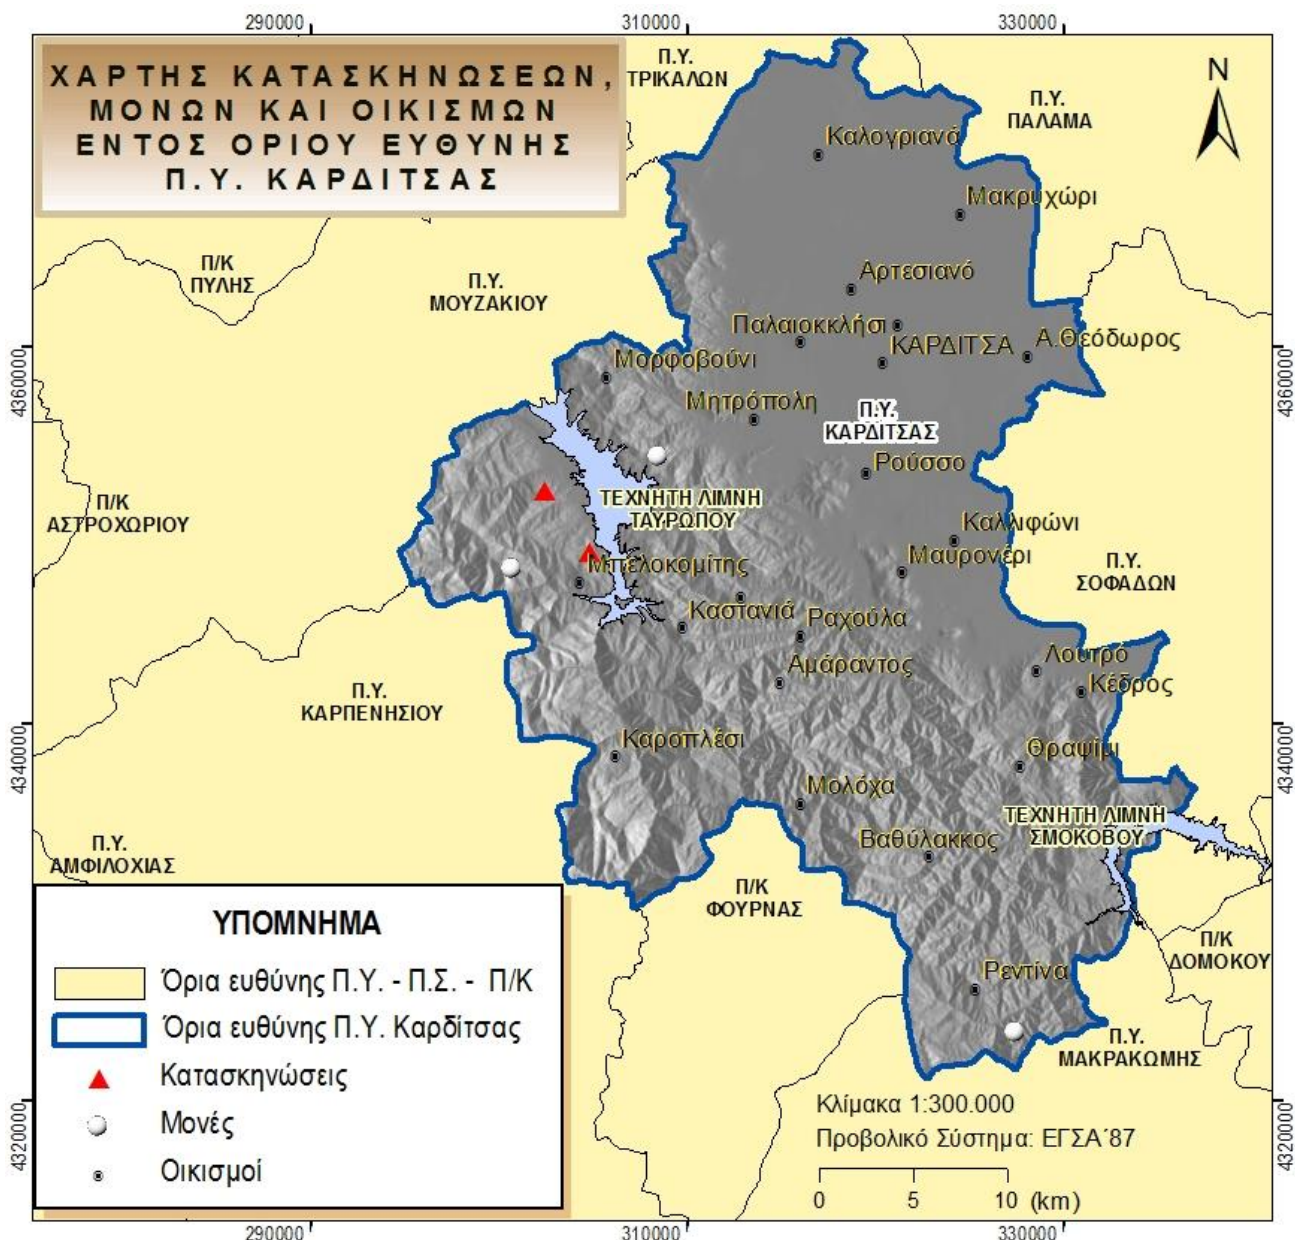 290000
310000
330000
ΧΑΡΤΗΣ ΚΑΤΑΣΚΗΝΩΣΕΩΝ,
ΜΟΝΩΝ ΚΑΙ ΟΙΚΙΣΜΩΝ
ΕΝΤΟΣ ΟΡΙΟΥ ΕΥΘΥΝΗΣ
Π.Υ. ΚΑΡΔΙΤΣΑΣ
Π.Υ.
ΤΡΙΚΑΛΩΝ
Π.Υ.
ΠΑΛΑΜΑ
N
Καλογριανά
Μακρυχώρι
Π/Κ
ΠΥΛΗΣ
Π.Υ.
ΜΟΥΖΑΚΙΟΥ
Αρτεσιανό
Παλαιοκκλήσι
ΚΑΡΔΙΤΣΑ
Α.Θεόδωρος
4360000
4360000
Μορφοβούνι
Μητρόπολη
Π.Υ.
ΚΑΡΔΙΤΣΑΣ
Ρούσσο
Π/Κ
ΑΣΤΡΟΧΩΡΙΟΥ
ΤΕΧΝΗΤΗ ΛΙΜΝΗ
ΤΑΥΡΩΠΟΥ
Καλλιφώνι
Μαυρονέρι
Π.Υ.
ΣΟΦΑΔΩΝ
Μπελοκομίτης
Καστανιά
Ραχούλα
Αμάραντος
Λουτρό
Κέδρος
Π.Υ.
ΚΑΡΠΕΝΗΣΙΟΥ
4340000
4340000
Καροπλέσι
Θραψίμι
Μολόχα
ΤΕΧΝΗΤΗ ΛΙΜΝΗ
ΣΜΟΚΟΒΟΥ
Βαθύλακκος
Π.Υ.
ΑΜΦΙΛΟΧΙΑΣ
Π/Κ
ΦΟΥΡΝΑΣ
Π/Κ
ΔΟΜΟΚΟΥ
Ρεντίνα
Π.Υ.
ΜΑΚΡΑΚΩΜΗΣ
ΥΠΟΜΝΗΜΑ
Όρια ευθύνης Π.Υ. - Π.Σ. - Π/Κ
Όρια ευθύνης Π.Υ. Καρδίτσας
Κατασκηνώσεις
Μονές
Οικισμοί
4320000
4320000
Κλίμακα 1:300.000
Προβολικό Σύστημα: ΕΓΣΑ΄87
0 5 10 (km)
290000
310000
330000